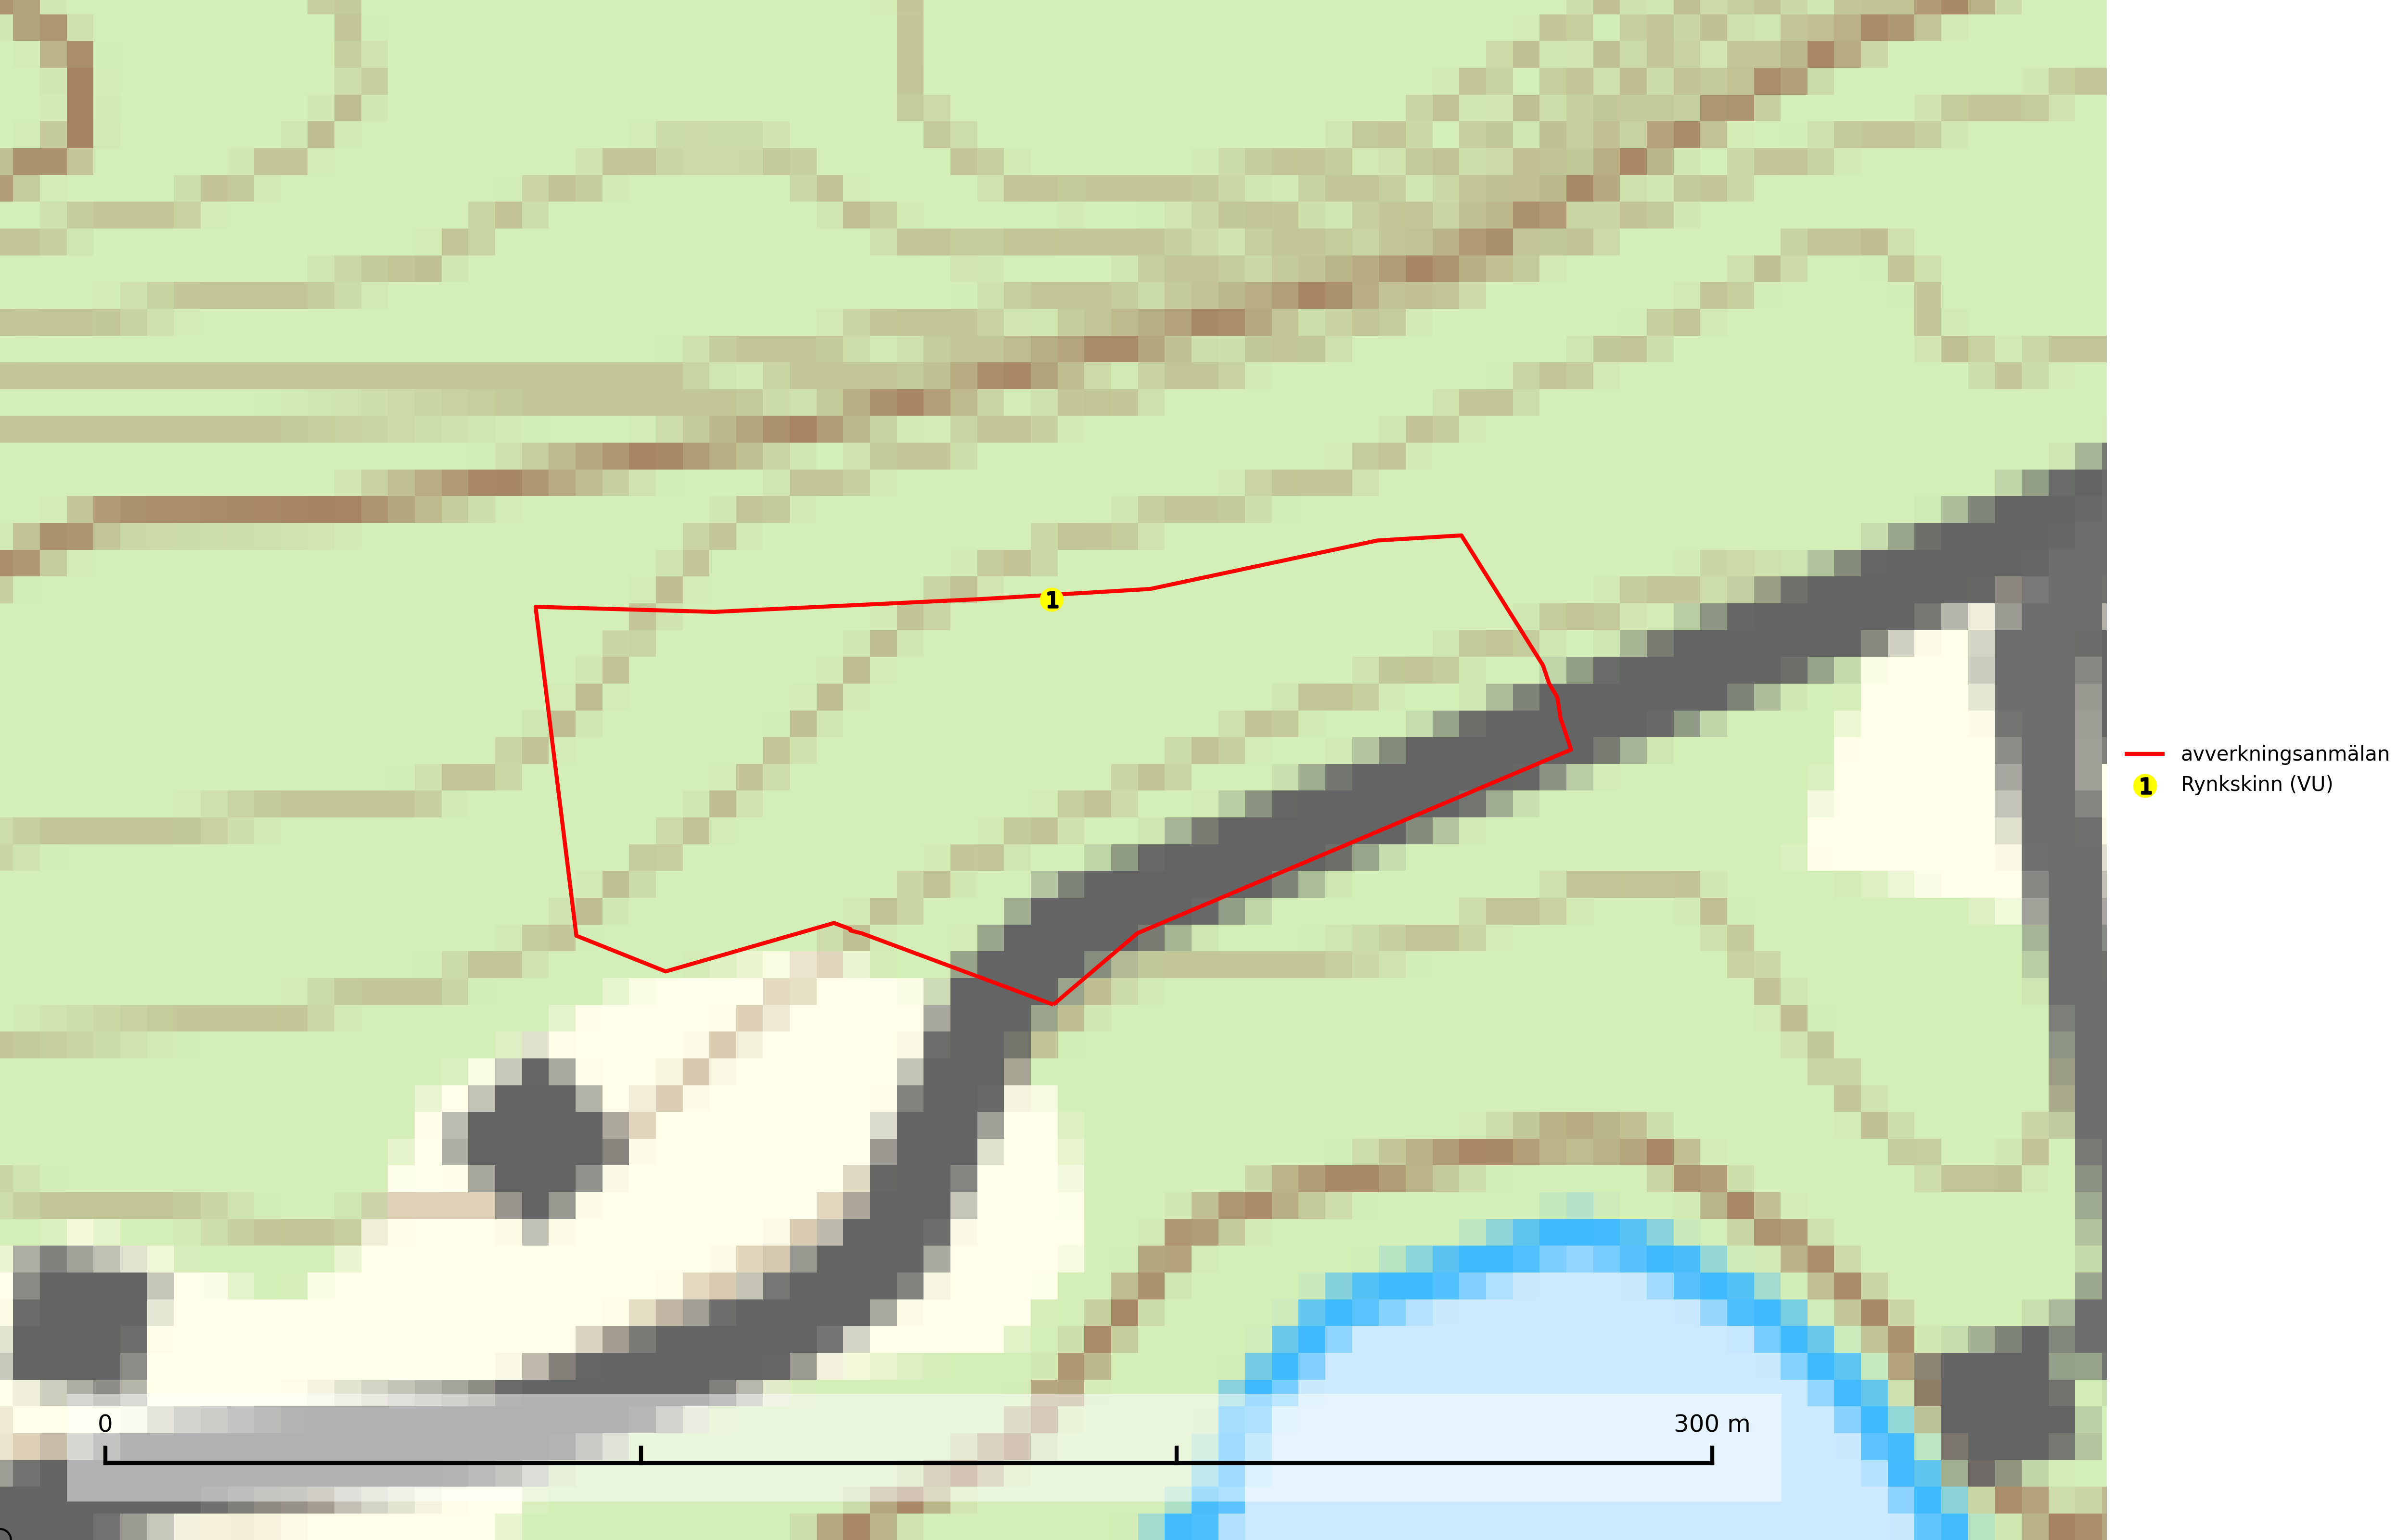 1
avverkningsanmälan
1 Rynkskinn (VU)
0 300 m